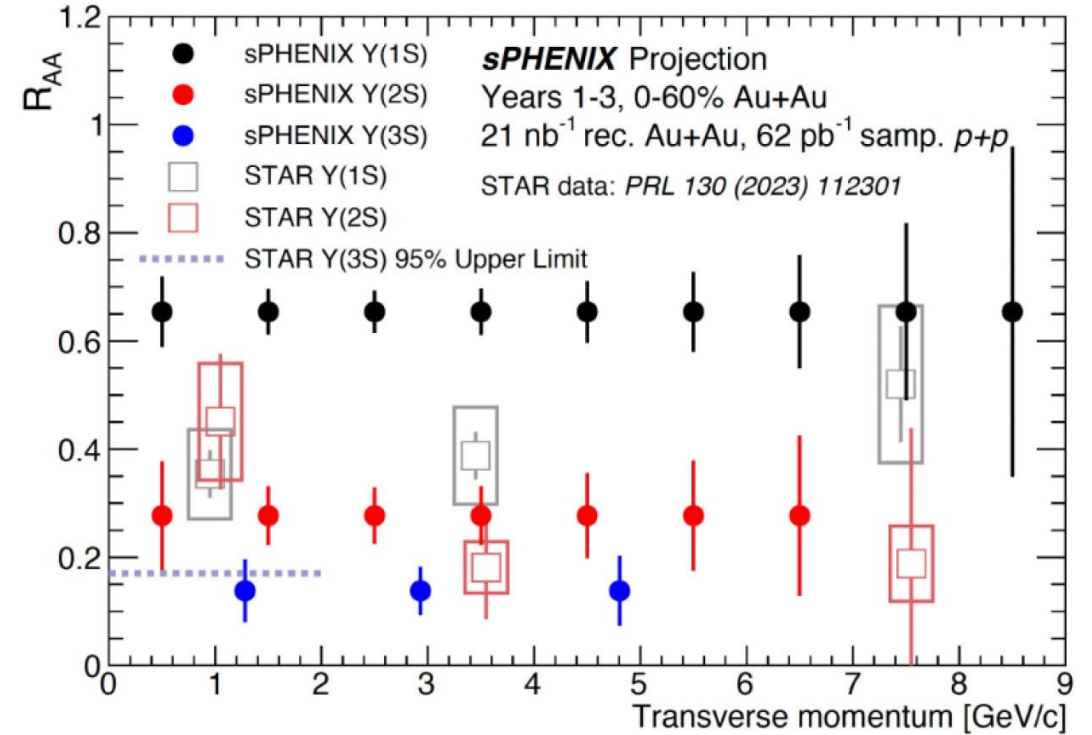 R_AA
1.2
1
0.8
0.6
0.4
0.2
0
sPHENIX Υ(1S)
sPHENIX Υ(2S)
sPHENIX Υ(3S)
STAR Υ(1S)
STAR Υ(2S)
STAR Υ(3S) 95% Upper Limit
sPHENIX Projection
Years 1-3, 0-60% Au+Au
21 nb⁻¹ rec. Au+Au, 62 pb⁻¹ samp. p+p
STAR data: PRL 130 (2023) 112301
0 1 2 3 4 5 6 7 8 9
Transverse momentum [GeV/c]